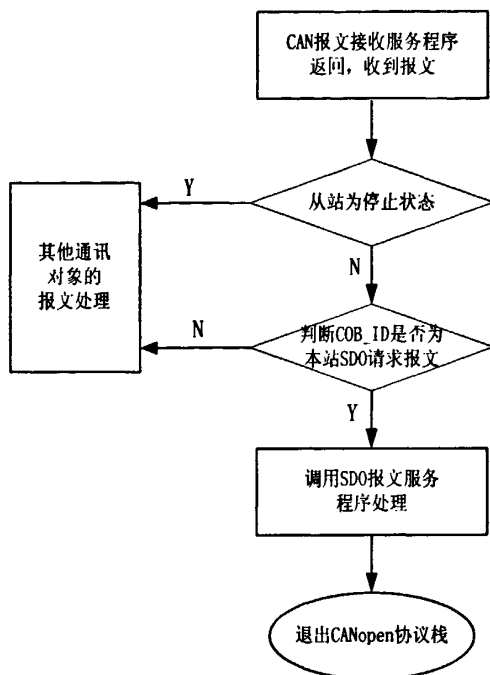 CAN报文接收服务程序
返回，收到报文
Y
从站为停止状态
其他通讯
对象的
报文处理
N
N
判断COB_ID是否为
本站SDO请求报文
Y
调用SDO报文服务
程序处理
退出CANopen协议栈